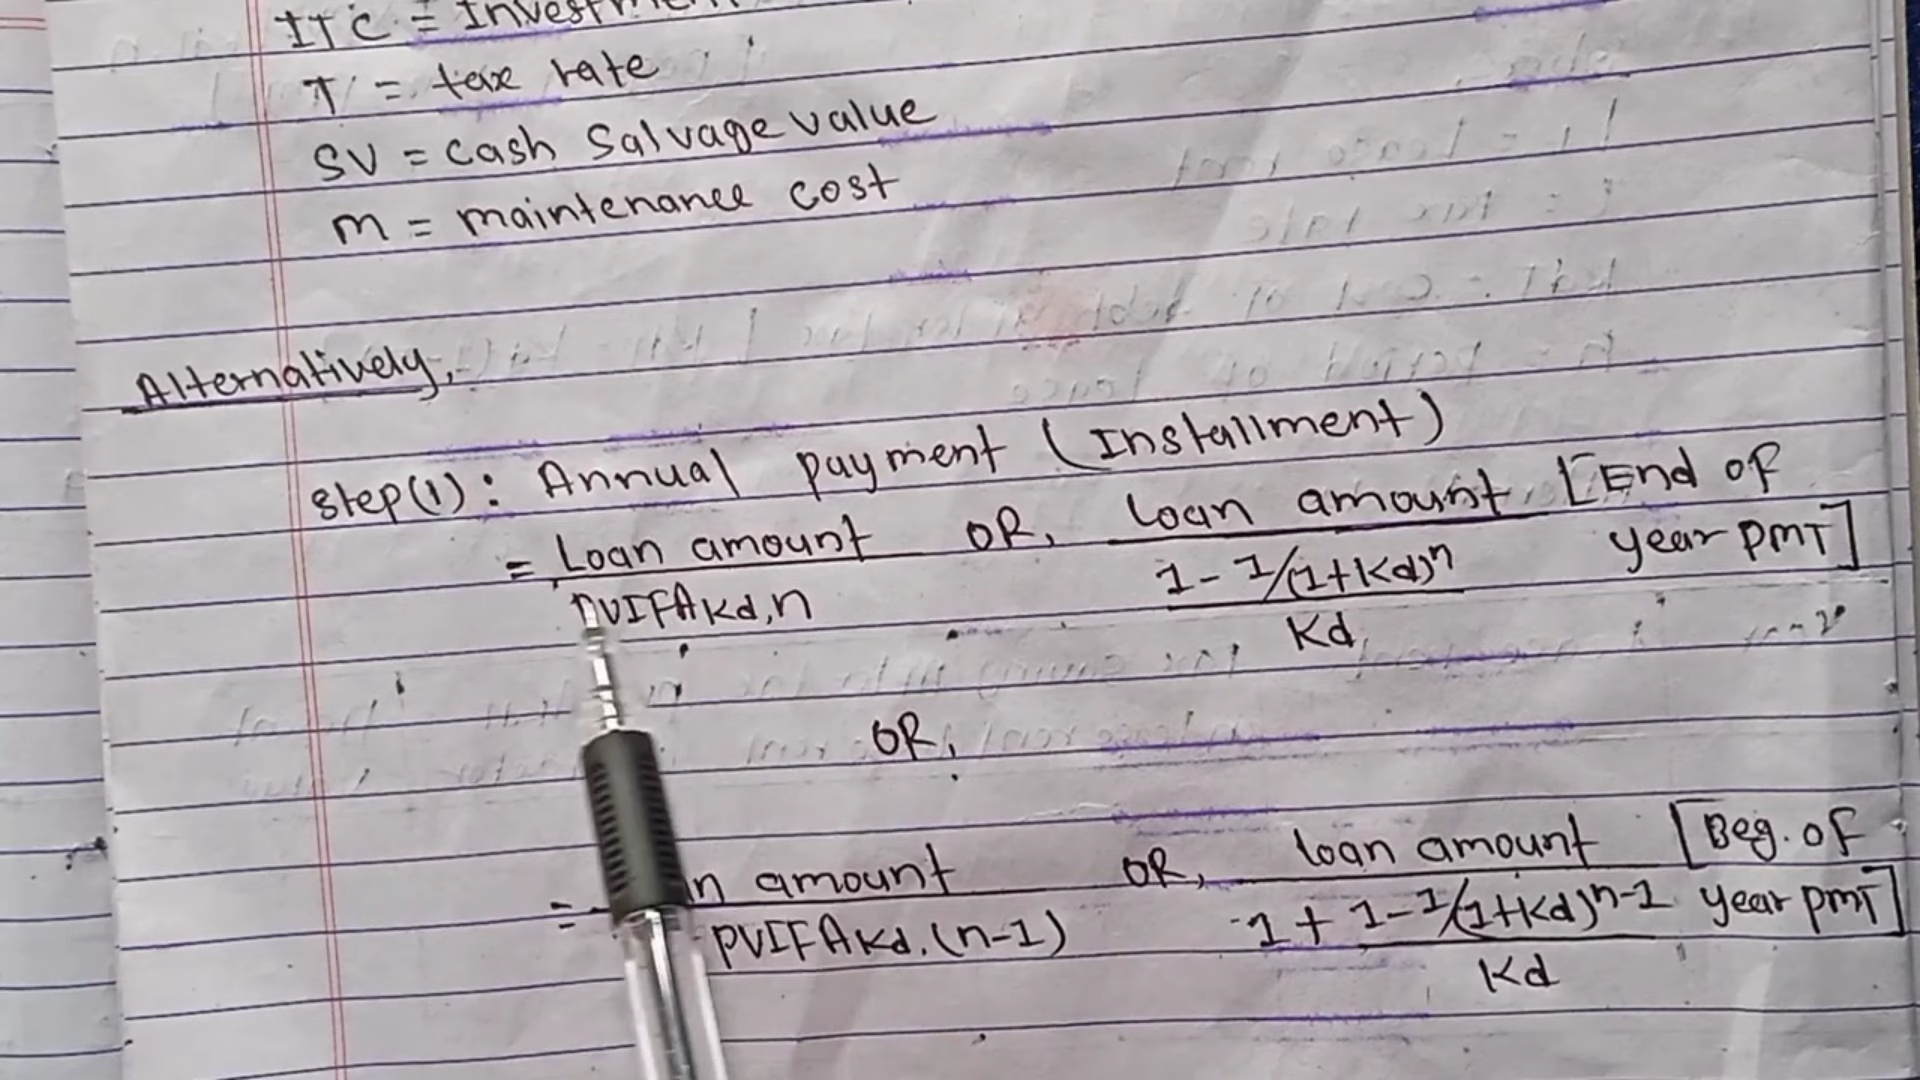 ITC = Investment
T = tax rate
SV = Cash Salvage value
m = maintenance cost
Alternatively,
Step(1): Annual payment (Installment)
= Loan amount OR, Loan amount [End of
PVIFAKd,n 1 - 1/(1+Kd)^n year PMT]
Kd
OR,
= n amount OR, loan amount [Beg. of
PVIFAKd,(n-1) 1 + 1-1/(1+Kd)^n-1 year PMT]
Kd